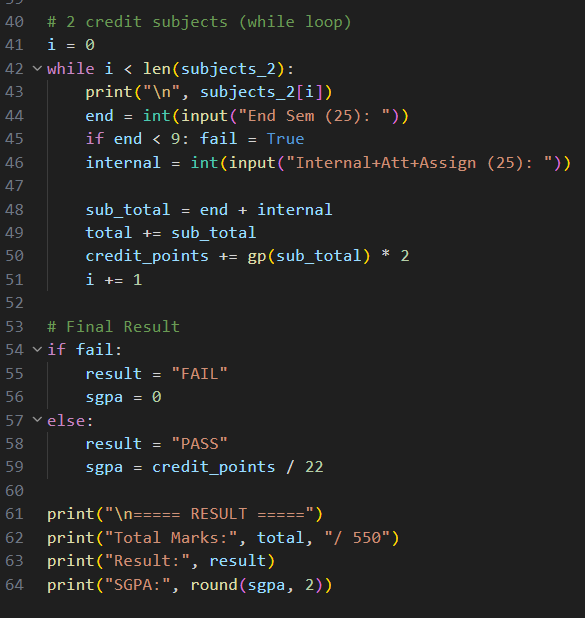 40 # 2 credit subjects (while loop)
41 i = 0
42 while i < len(subjects_2):
43     print("\n", subjects_2[i])
44     end = int(input("End Sem (25): "))
45     if end < 9: fail = True
46     internal = int(input("Internal+Att+Assign (25): "))
47
48     sub_total = end + internal
49     total += sub_total
50     credit_points += gp(sub_total) * 2
51     i += 1
52
53 # Final Result
54 if fail:
55     result = "FAIL"
56     sgpa = 0
57 else:
58     result = "PASS"
59     sgpa = credit_points / 22
60
61 print("\n===== RESULT =====")
62 print("Total Marks:", total, "/ 550")
63 print("Result:", result)
64 print("SGPA:", round(sgpa, 2))